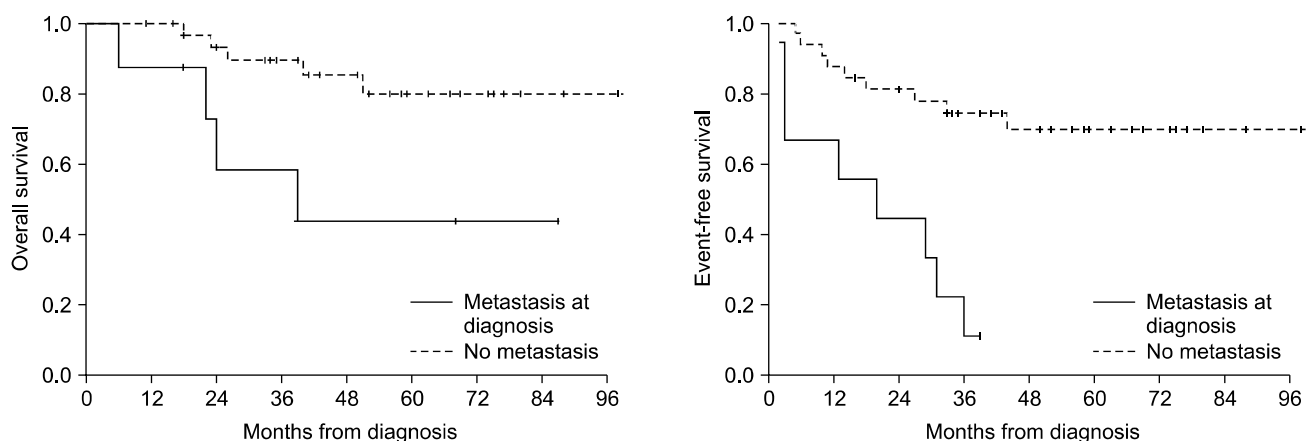 Overall survival
1.0
0.8
0.6
0.4
0.2
0.0
0 12 24 36 48 60 72 84 96
Months from diagnosis
Metastasis at
diagnosis
No metastasis
Event-free survival
1.0
0.8
0.6
0.4
0.2
0.0
0 12 24 36 48 60 72 84 96
Months from diagnosis
Metastasis at
diagnosis
No metastasis